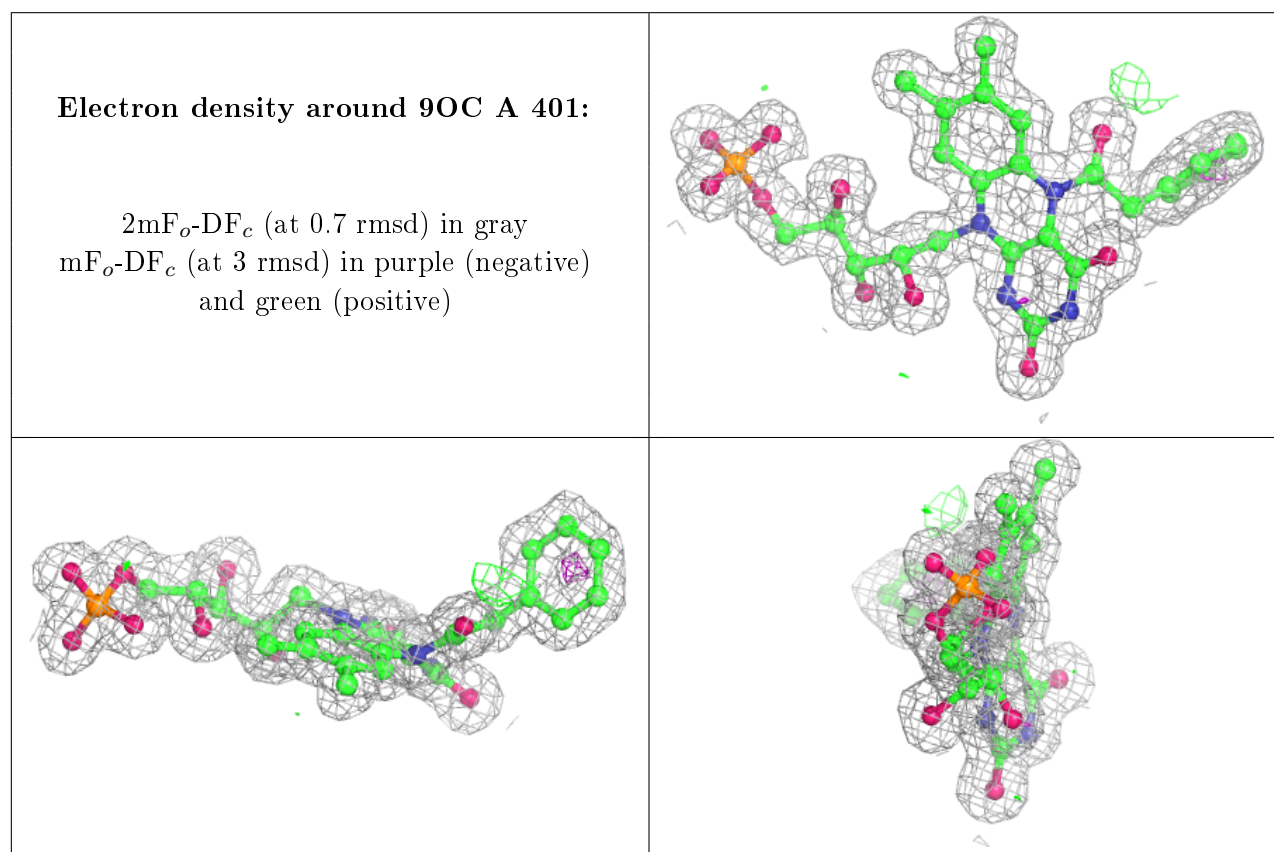 Electron density around 9OC A 401:
2mFo-DFc (at 0.7 rmsd) in gray
mFo-DFc (at 3 rmsd) in purple (negative)
and green (positive)